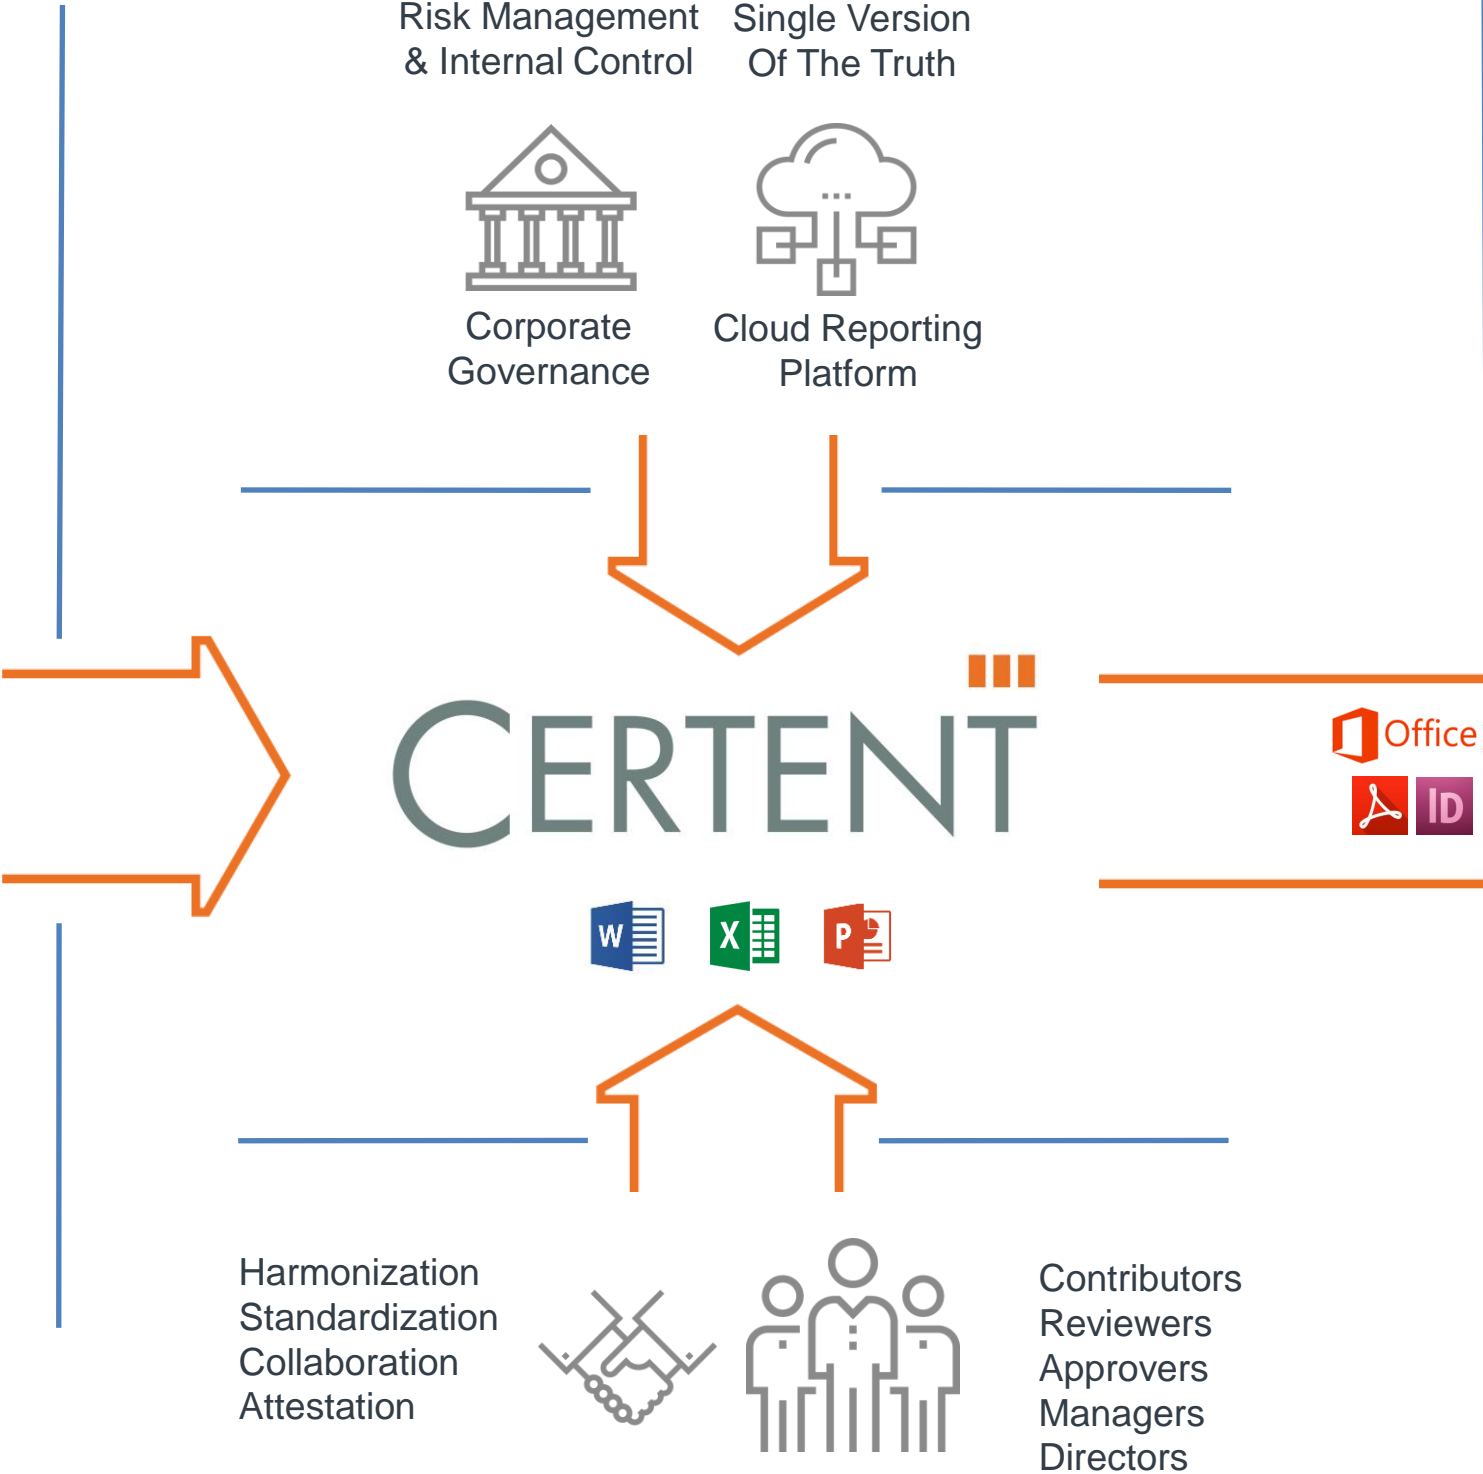 Risk Management
& Internal Control
Single Version
Of The Truth
Corporate
Governance
Cloud Reporting
Platform
CERTENT
Office
ID
W
X
P
Harmonization
Standardization
Collaboration
Attestation
Contributors
Reviewers
Approvers
Managers
Directors